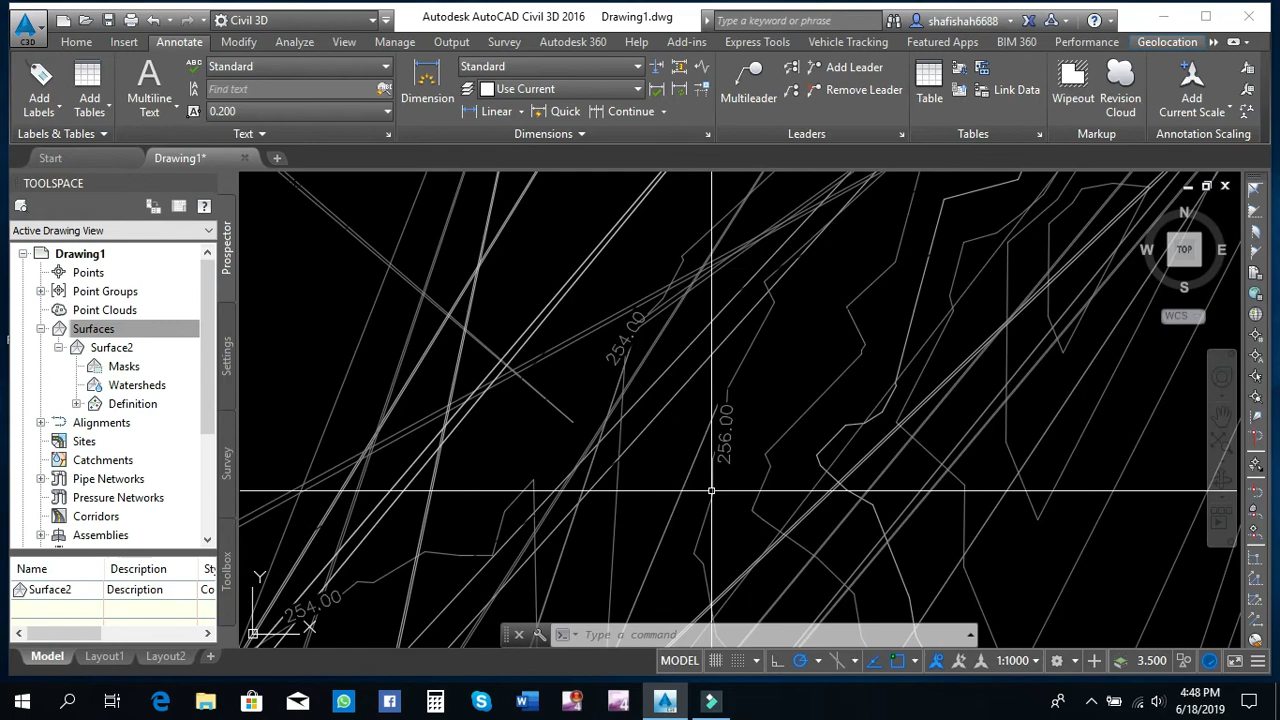 Civil 3D
Autodesk AutoCAD Civil 3D 2016 Drawing1.dwg
Type a keyword or phrase
shafishah6688
C3D
Home Insert Annotate Modify Analyze View Manage Output Survey Autodesk 360 Help Add-ins Express Tools Vehicle Tracking Featured Apps BIM 360 Performance Geolocation
Add Labels
Add Tables
Multiline Text
ABC
Standard
Find text
0.200
Dimension
Standard
Use Current
Linear Quick Continue
Multileader
Add Leader
Remove Leader
Table
Link Data
Wipeout
Revision Cloud
Add Current Scale
Labels & Tables Text Dimensions Leaders Tables Markup Annotation Scaling
Start Drawing1*
TOOLSPACE
Active Drawing View
Drawing1
Points
Point Groups
Point Clouds
Surfaces
Surface2
Masks
Watersheds
Definition
Alignments
Sites
Catchments
Pipe Networks
Pressure Networks
Corridors
Assemblies
Prospector
Settings
Survey
Toolbox
Name Description Sty
Surface2 Description Co
254.00
256.00
254.00
N
W TOP E
S
WCS
Y
X
Type a command
Model Layout1 Layout2
MODEL 1:1000 3.500
4:48 PM
6/18/2019